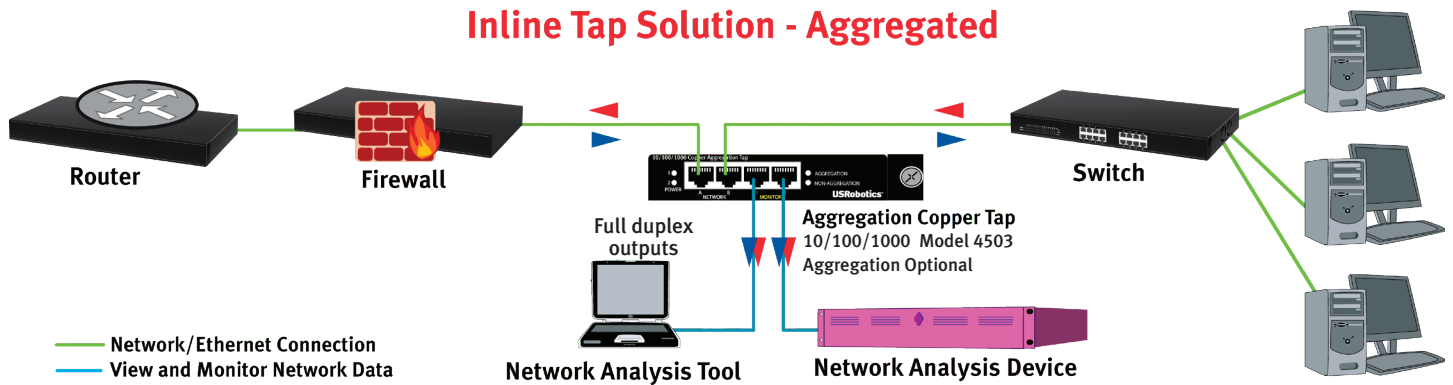 Inline Tap Solution - Aggregated
Router
Firewall
Switch
10/100/1000 Copper Aggregation Tap
1
2
POWER
A
B
NETWORK
MONITOR
AGGREGATION
NON-AGGREGATION
USRobotics
Full duplex
outputs
Aggregation Copper Tap
10/100/1000 Model 4503
Aggregation Optional
Network/Ethernet Connection
View and Monitor Network Data
Network Analysis Tool
Network Analysis Device